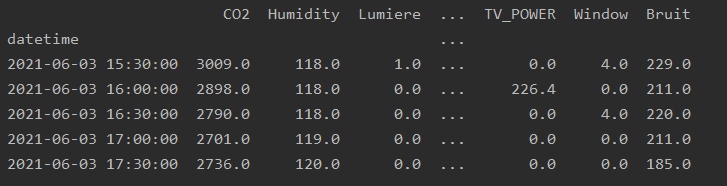 CO2 Humidity Lumiere ... TV_POWER Window Bruit
datetime ...
2021-06-03 15:30:00 3009.0 118.0 1.0 ... 0.0 4.0 229.0
2021-06-03 16:00:00 2898.0 118.0 0.0 ... 226.4 0.0 211.0
2021-06-03 16:30:00 2790.0 118.0 0.0 ... 0.0 4.0 220.0
2021-06-03 17:00:00 2701.0 119.0 0.0 ... 0.0 0.0 211.0
2021-06-03 17:30:00 2736.0 120.0 0.0 ... 0.0 0.0 185.0